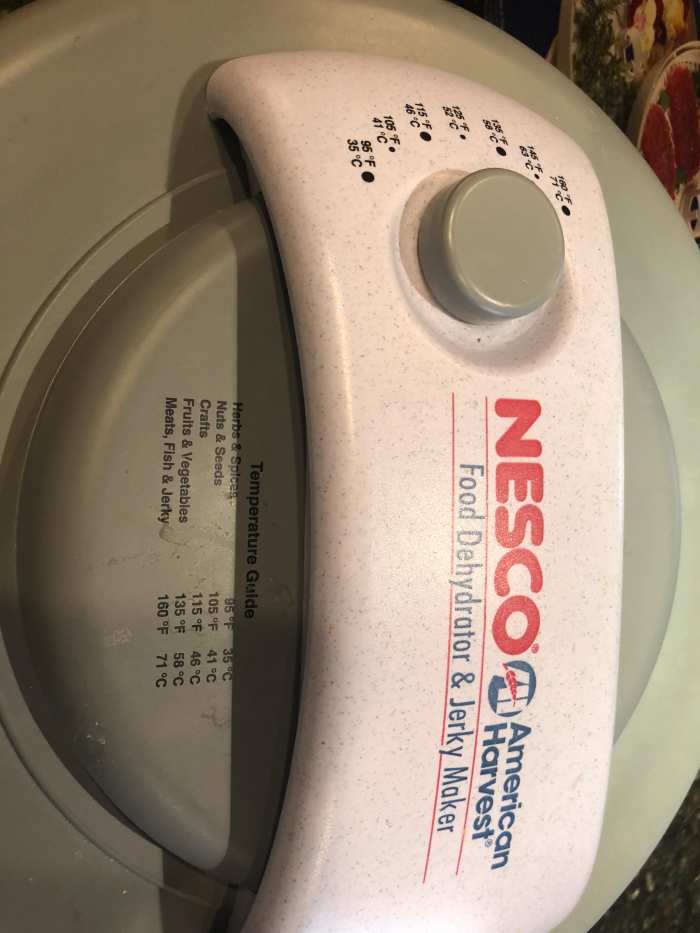 95 °F
35 °C
105 °F
41 °C
115 °F
46 °C
125 °F
52 °C
135 °F
58 °C
145 °F
63 °C
160 °F
71 °C
NESCO® American Harvest®
Food Dehydrator & Jerky Maker
Temperature Guide
Herbs & Spices 95 °F 35 °C
Nuts & Seeds 105 °F 41 °C
Crafts 115 °F 46 °C
Fruits & Vegetables 135 °F 58 °C
Meats, Fish & Jerky 160 °F 71 °C